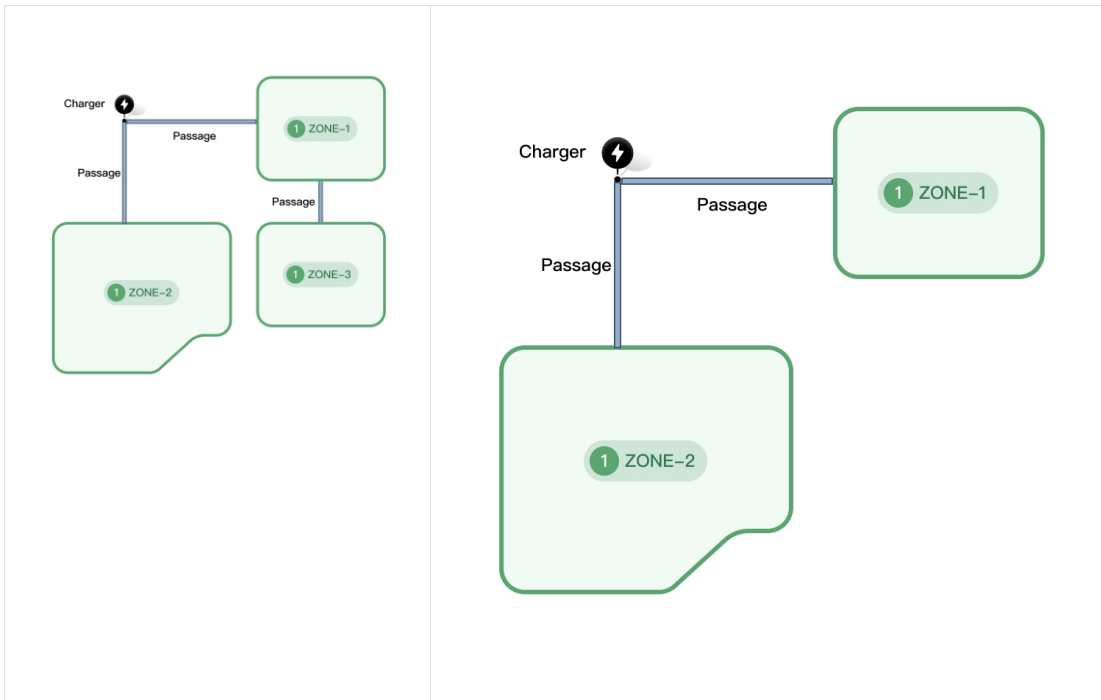 Charger
1 ZONE-1
Passage
Passage
Passage
1 ZONE-3
1 ZONE-2
Charger
1 ZONE-1
Passage
Passage
1 ZONE-2